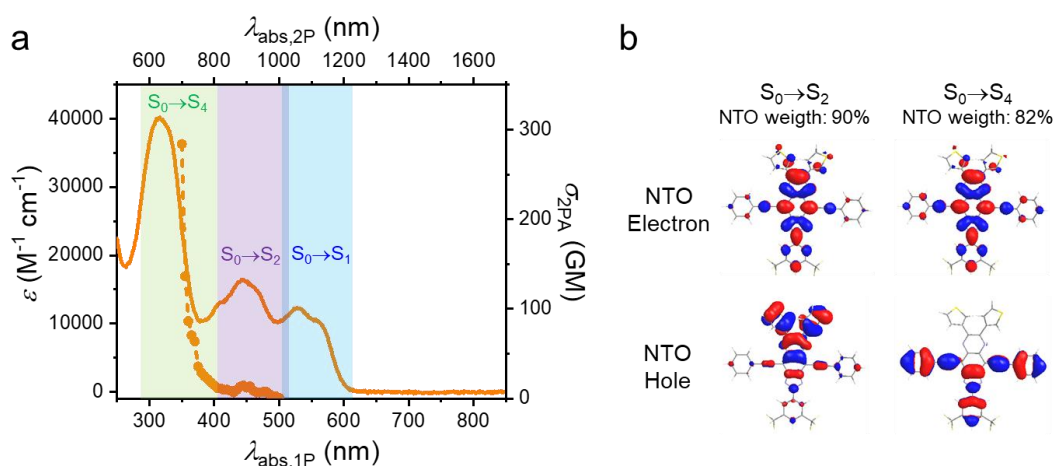 a
λabs,2P (nm)
600 800 1000 1200 1400 1600
S0→S4
S0→S2
S0→S1
40000
30000
20000
10000
0
ε (M⁻¹ cm⁻¹)
300
200
100
0
σ2PA (GM)
300 400 500 600 700 800
λabs,1P (nm)
b
S0→S2 S0→S4
NTO weigth: 90% NTO weigth: 82%
NTO
Electron
NTO
Hole